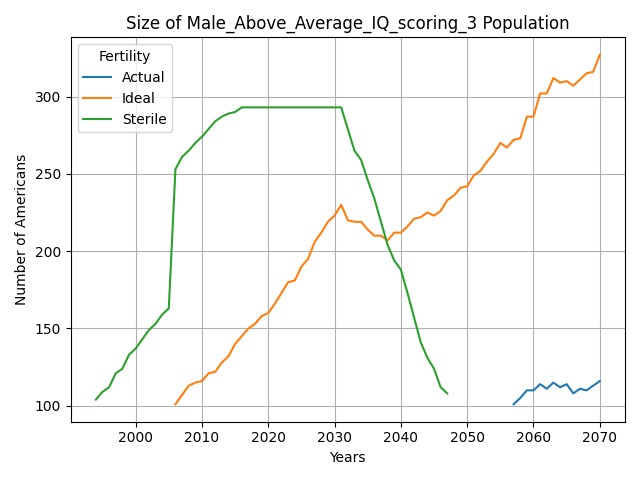 Size of Male_Above_Average_IQ_scoring_3 Population
Fertility
Actual
Ideal
Sterile
Number of Americans
300
250
200
150
100
2000
2010
2020
2030
2040
2050
2060
2070
Years